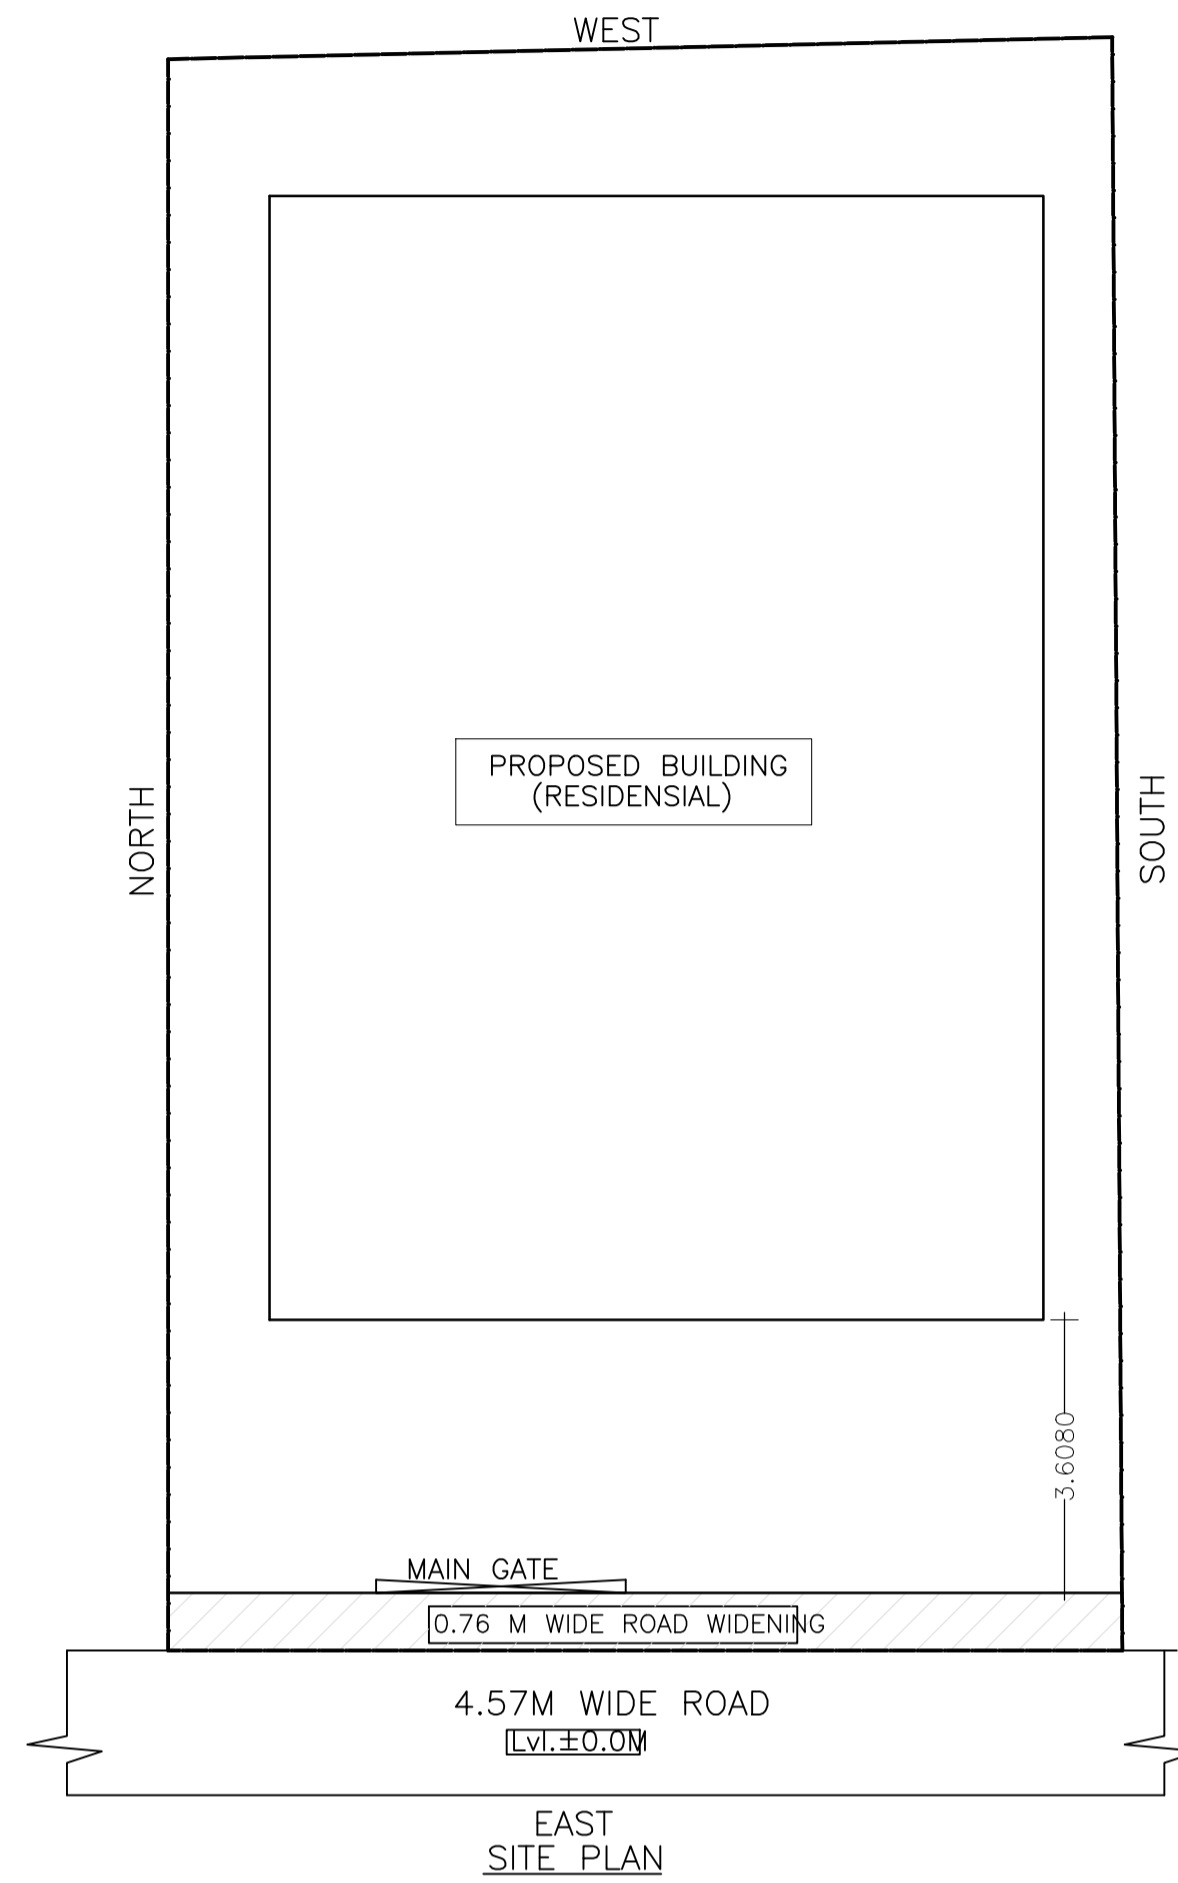 WEST
NORTH
SOUTH
PROPOSED BUILDING
(RESIDENSIAL)
3.6080
MAIN GATE
0.76 M WIDE ROAD WIDENING
4.57M WIDE ROAD
Lvl.±0.0M
EAST
SITE PLAN